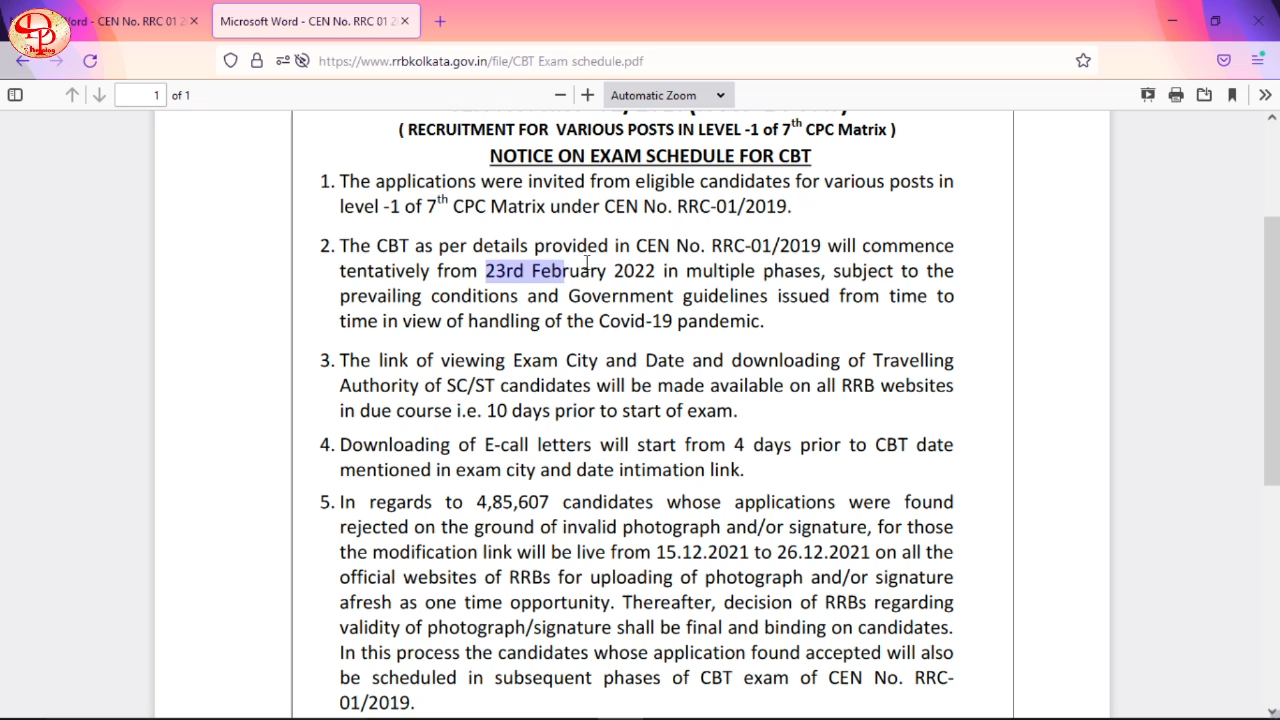 Word - CEN No. RRC 01 2
Microsoft Word - CEN No. RRC 01 2
https://www.rrbkolkata.gov.in/file/CBT Exam schedule.pdf
1 of 1
Automatic Zoom
( RECRUITMENT FOR VARIOUS POSTS IN LEVEL -1 of 7th CPC Matrix )
NOTICE ON EXAM SCHEDULE FOR CBT
1. The applications were invited from eligible candidates for various posts in
level -1 of 7th CPC Matrix under CEN No. RRC-01/2019.
2. The CBT as per details provided in CEN No. RRC-01/2019 will commence
tentatively from 23rd February 2022 in multiple phases, subject to the
prevailing conditions and Government guidelines issued from time to
time in view of handling of the Covid-19 pandemic.
3. The link of viewing Exam City and Date and downloading of Travelling
Authority of SC/ST candidates will be made available on all RRB websites
in due course i.e. 10 days prior to start of exam.
4. Downloading of E-call letters will start from 4 days prior to CBT date
mentioned in exam city and date intimation link.
5. In regards to 4,85,607 candidates whose applications were found
rejected on the ground of invalid photograph and/or signature, for those
the modification link will be live from 15.12.2021 to 26.12.2021 on all the
official websites of RRBs for uploading of photograph and/or signature
afresh as one time opportunity. Thereafter, decision of RRBs regarding
validity of photograph/signature shall be final and binding on candidates.
In this process the candidates whose application found accepted will also
be scheduled in subsequent phases of CBT exam of CEN No. RRC-
01/2019.